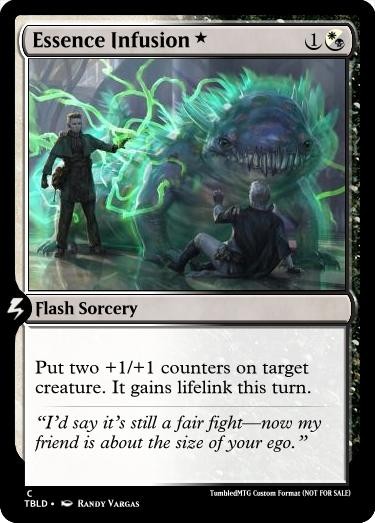 Essence Infusion ★ 1
Flash Sorcery
Put two +1/+1 counters on target
creature. It gains lifelink this turn.
“I’d say it’s still a fair fight—now my
friend is about the size of your ego.”
C
TBLD • Randy Vargas
TumbledMTG Custom Format (NOT FOR SALE)